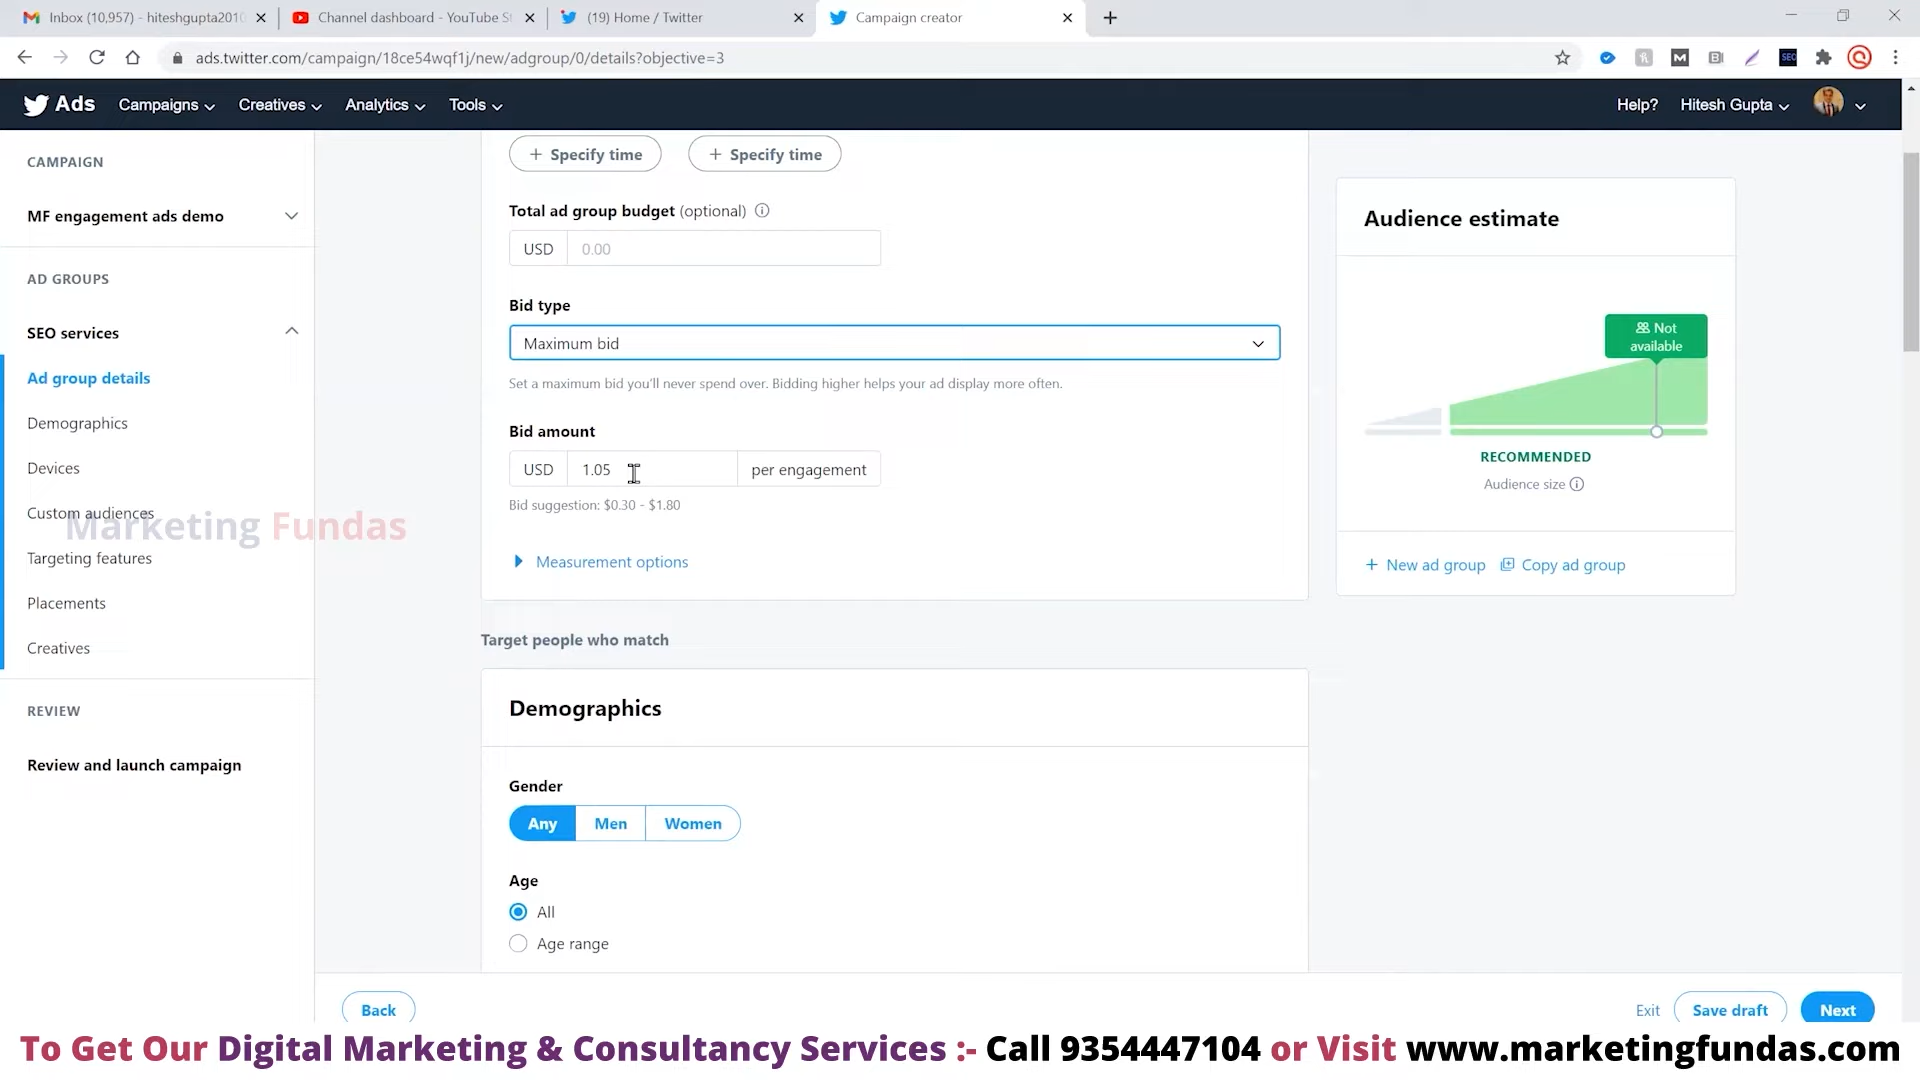 Inbox (10,957) - hiteshgupta2010
Channel dashboard - YouTube St
(19) Home / Twitter
Campaign creator
ads.twitter.com/campaign/18ce54wqf1j/new/adgroup/0/details?objective=3
Ads
Campaigns
Creatives
Analytics
Tools
Help?
Hitesh Gupta
CAMPAIGN
MF engagement ads demo
AD GROUPS
SEO services
Ad group details
Demographics
Devices
Custom audiences
Targeting features
Placements
Creatives
REVIEW
Review and launch campaign
Marketing Fundas
+ Specify time
+ Specify time
Total ad group budget (optional)
USD 0.00
Bid type
Maximum bid
Set a maximum bid you'll never spend over. Bidding higher helps your ad display more often.
Bid amount
USD 1.05 per engagement
Bid suggestion: $0.30 - $1.80
Measurement options
Target people who match
Demographics
Gender
Any Men Women
Age
All
Age range
Audience estimate
Not
available
RECOMMENDED
Audience size
+ New ad group
Copy ad group
Back
Exit
Save draft
Next
To Get Our Digital Marketing & Consultancy Services :- Call 9354447104 or Visit www.marketingfundas.com